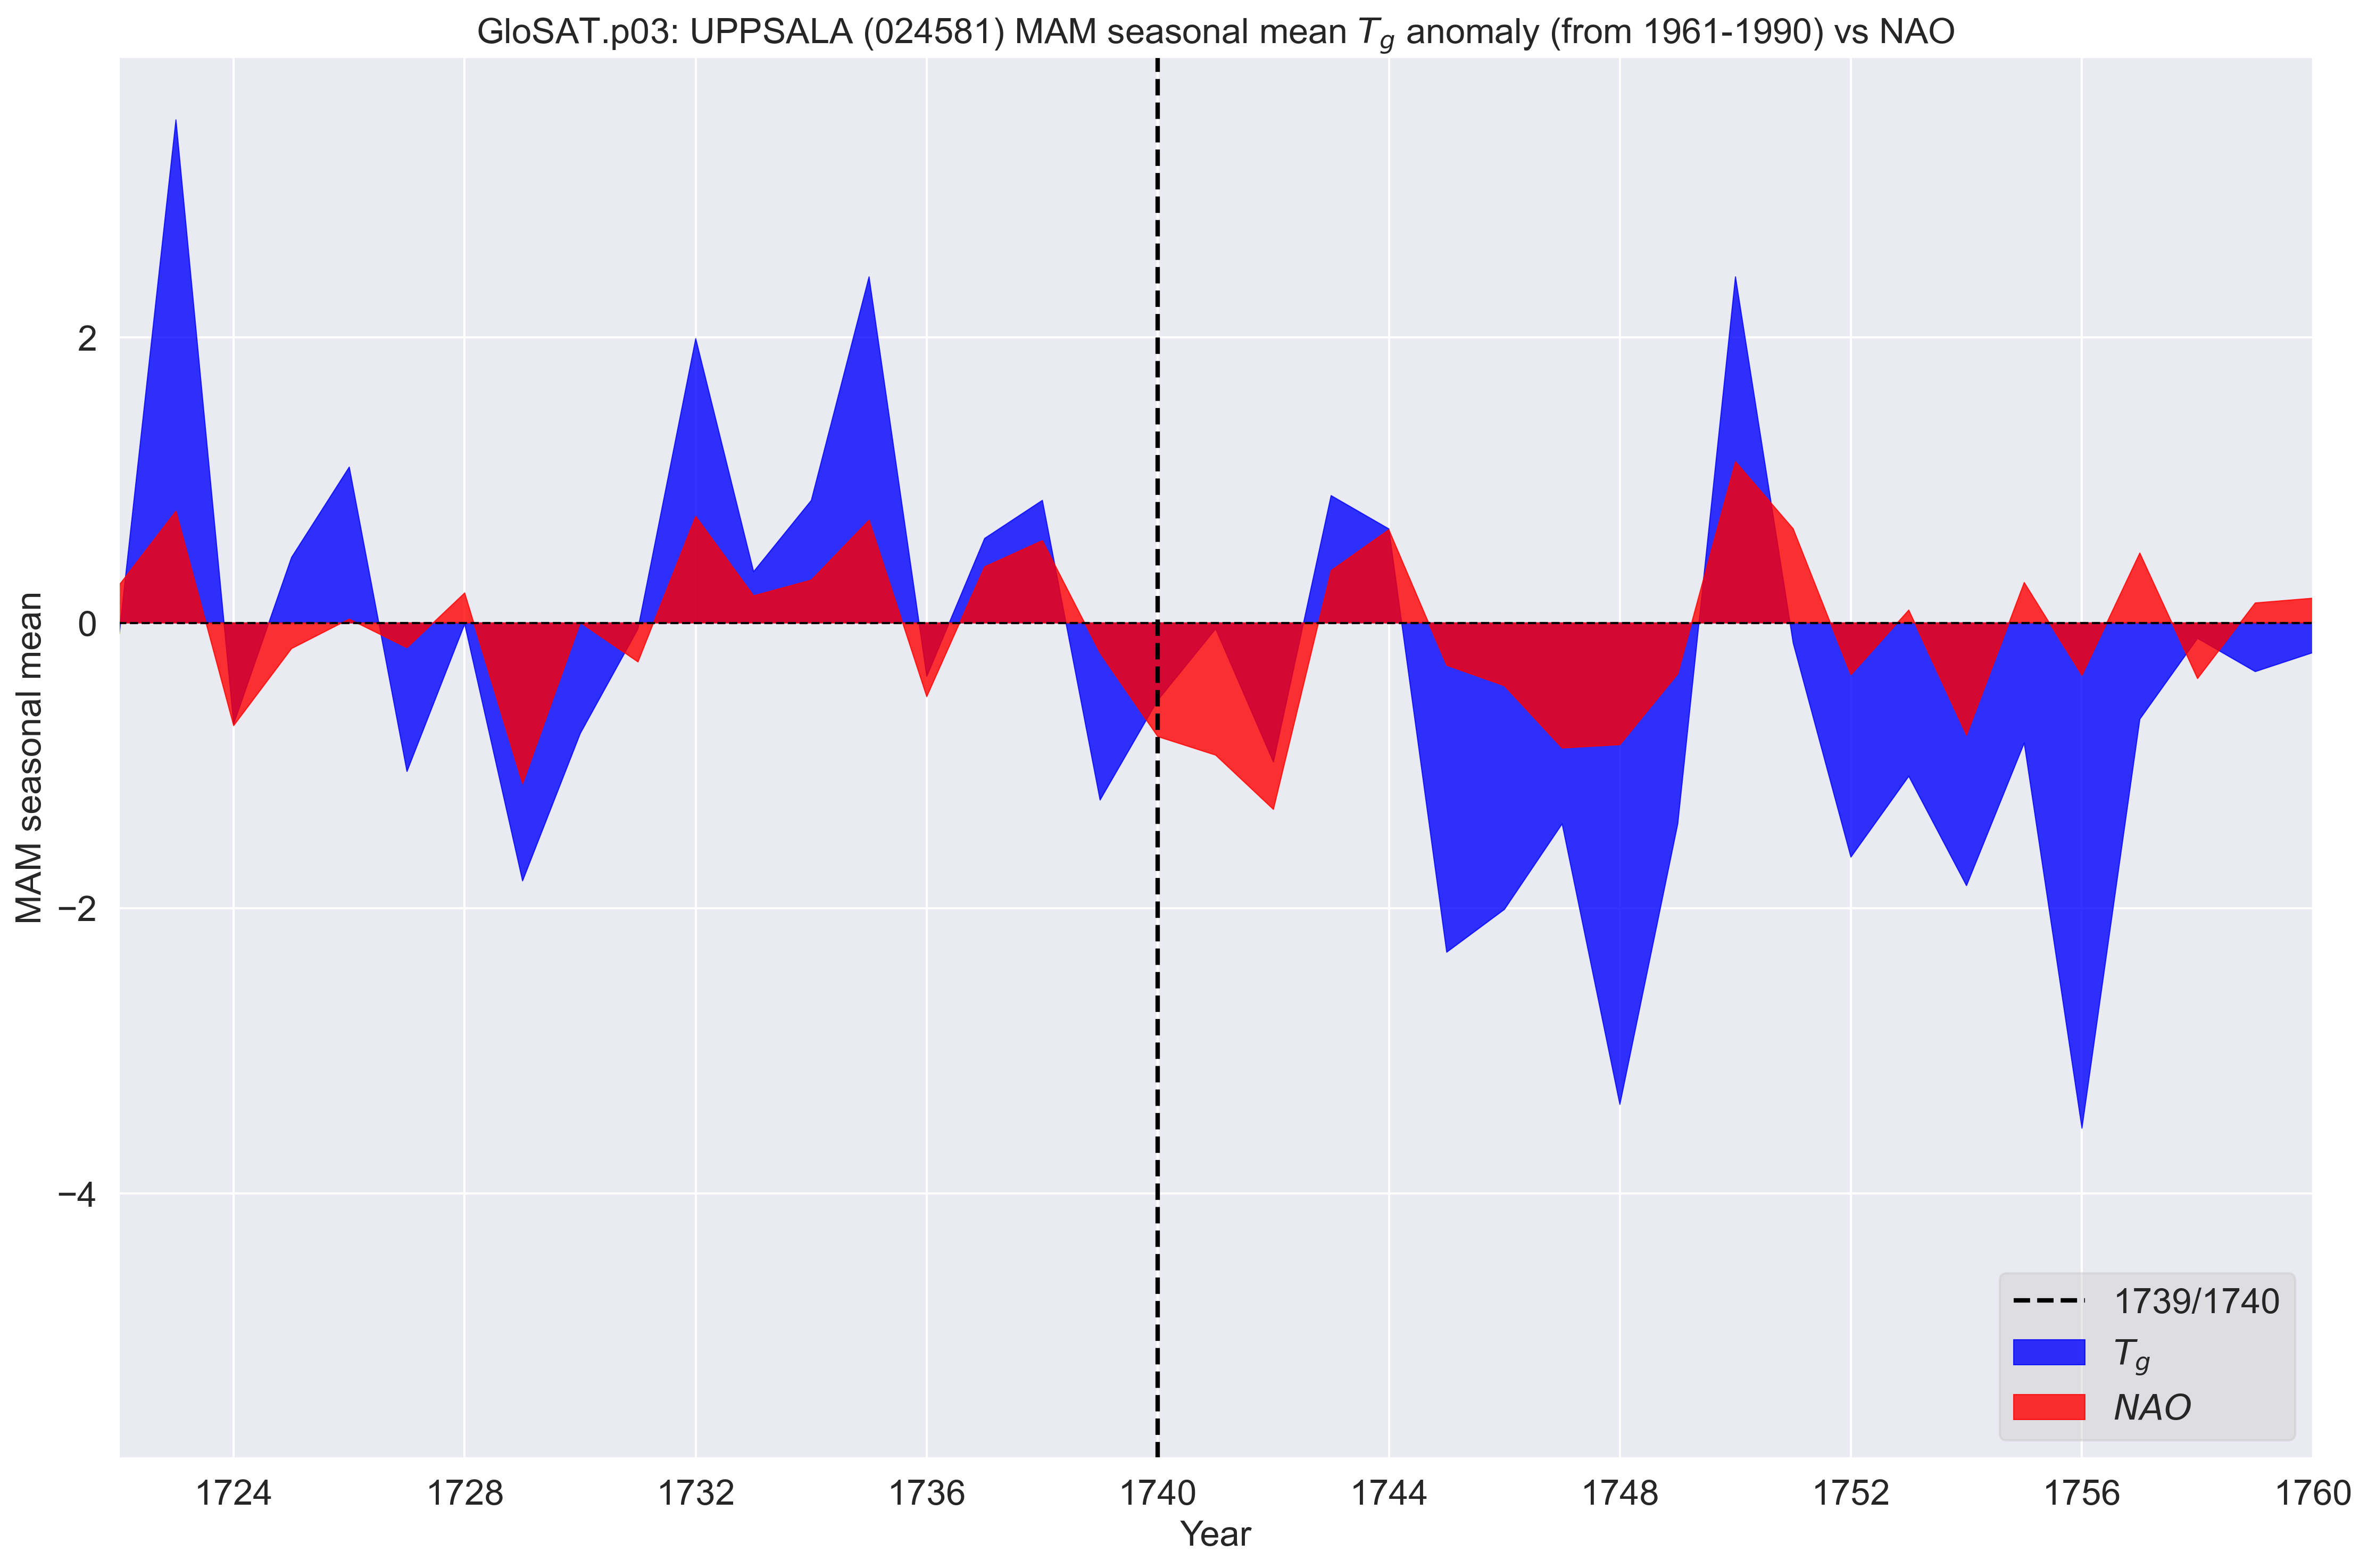 GloSAT.p03: UPPSALA (024581) MAM seasonal mean Tg anomaly (from 1961-1990) vs NAO
MAM seasonal mean
2
0
−2
−4
1739/1740
Tg
NAO
1724 1728 1732 1736 1740 1744 1748 1752 1756 1760
Year